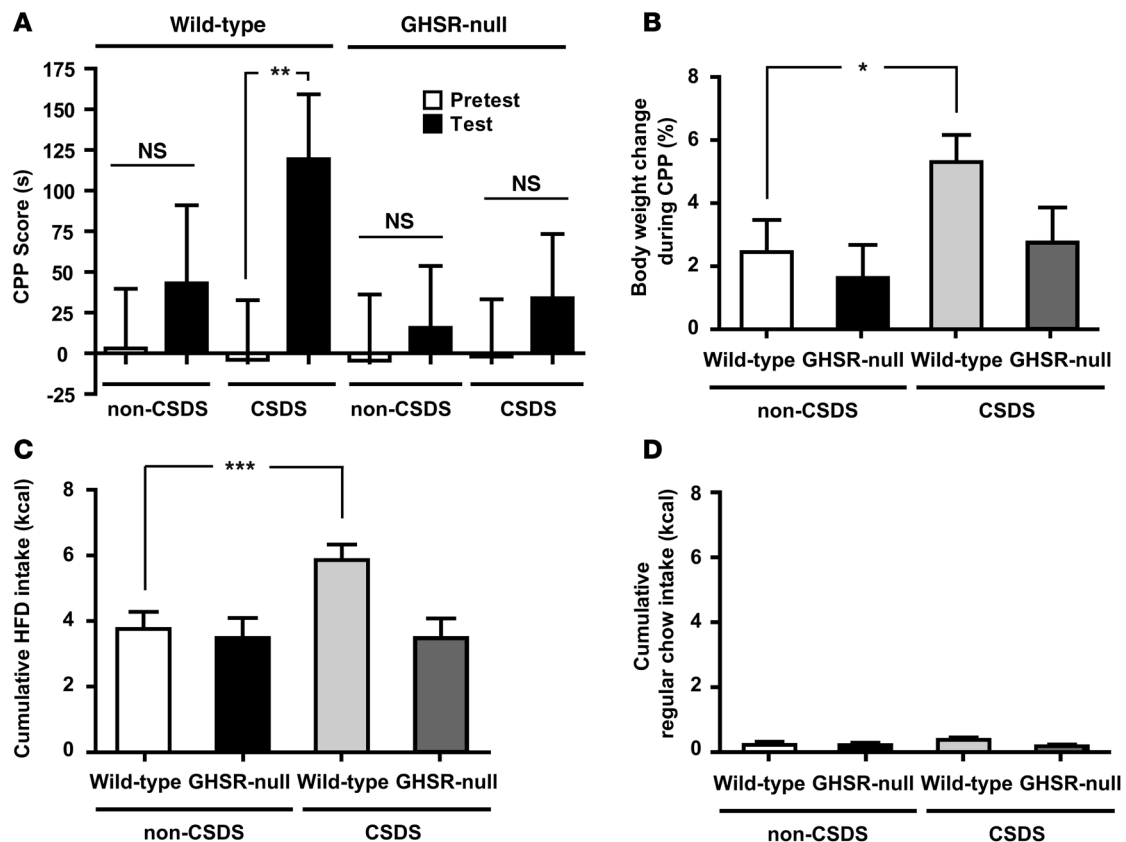 A
Wild-type
GHSR-null
CPP Score (s)
175
150
125
100
75
50
25
0
-25
NS
**
NS
NS
Pretest
Test
non-CSDS
CSDS
non-CSDS
CSDS
B
Body weight change
during CPP (%)
8
6
4
2
0
*
Wild-type GHSR-null Wild-type GHSR-null
non-CSDS
CSDS
C
Cumulative HFD intake (kcal)
8
6
4
2
0
***
Wild-type GHSR-null Wild-type GHSR-null
non-CSDS
CSDS
D
Cumulative
regular chow intake (kcal)
8
6
4
2
0
Wild-type GHSR-null Wild-type GHSR-null
non-CSDS
CSDS